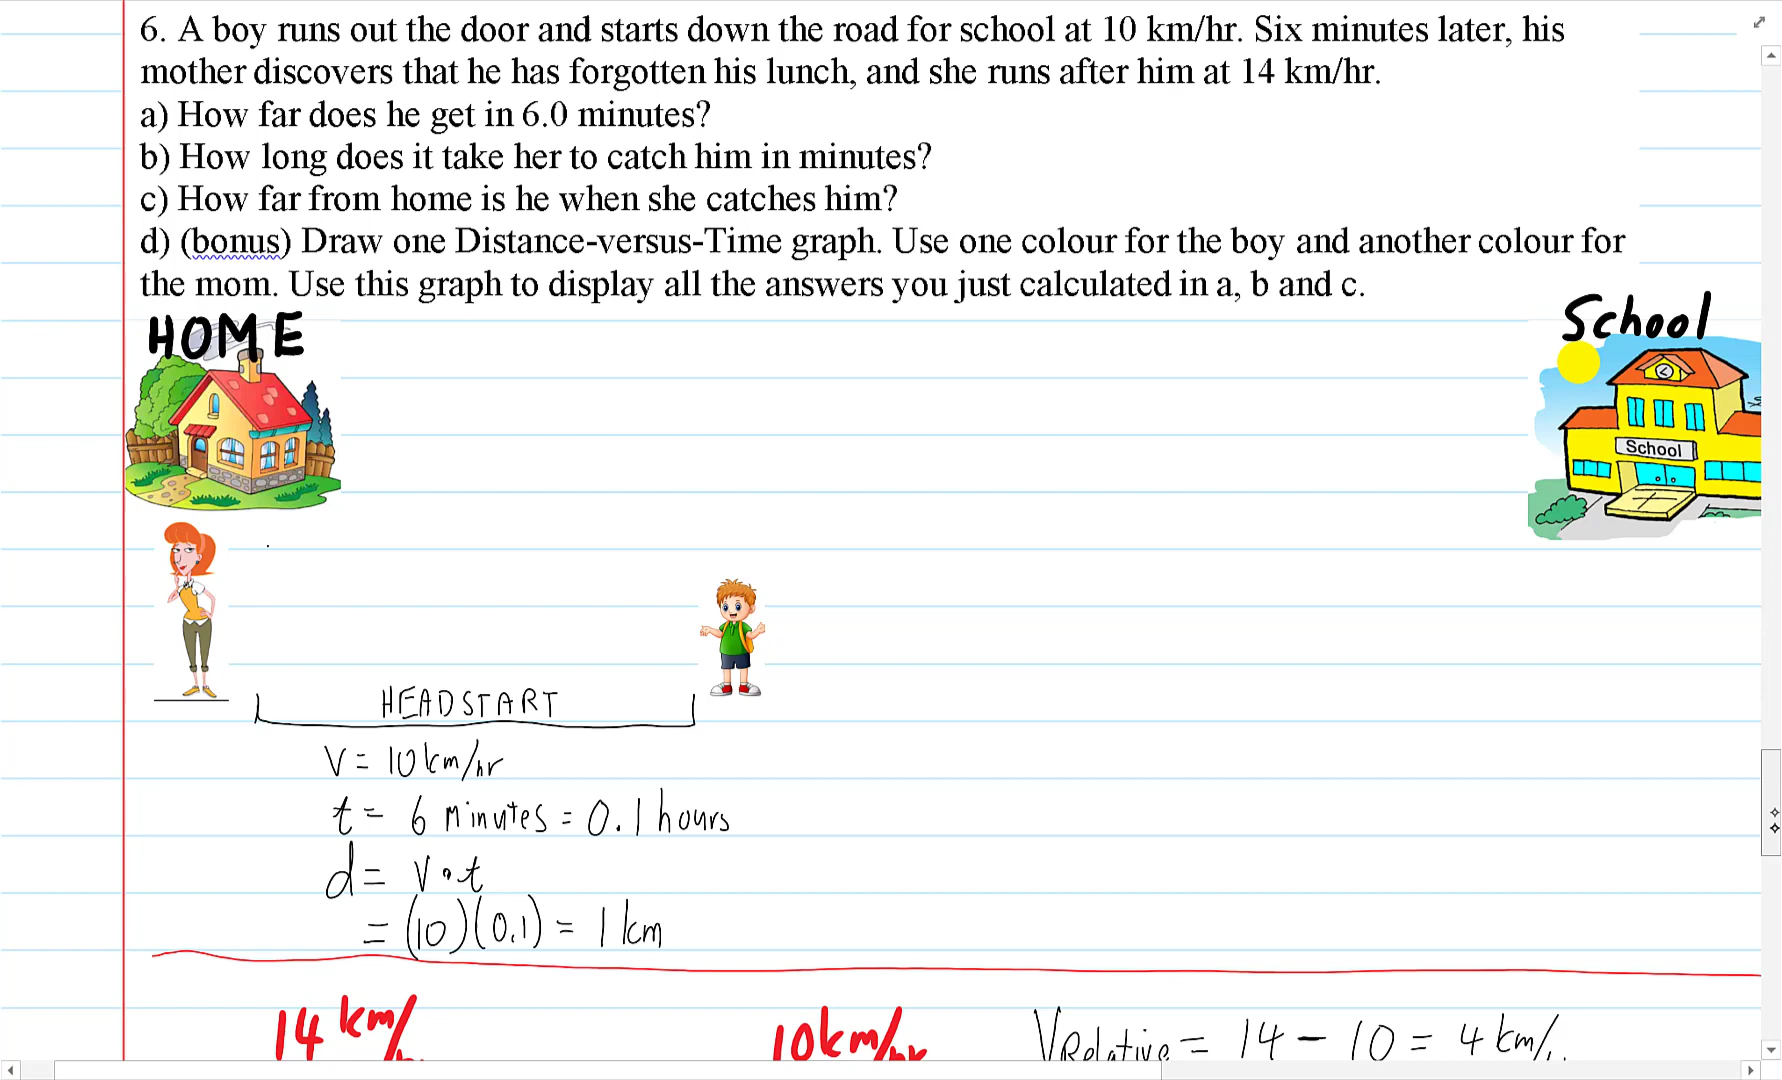 6. A boy runs out the door and starts down the road for school at 10 km/hr. Six minutes later, his
mother discovers that he has forgotten his lunch, and she runs after him at 14 km/hr.
a) How far does he get in 6.0 minutes?
b) How long does it take her to catch him in minutes?
c) How far from home is he when she catches him?
d) (bonus) Draw one Distance-versus-Time graph. Use one colour for the boy and another colour for
the mom. Use this graph to display all the answers you just calculated in a, b and c.
HOME
School
School
HEADSTART
V = 10 km/hr
t = 6 minutes = 0.1 hours
d = V • t
= (10)(0.1) = 1 km
14 km/
10 km/hr
VRelative = 14 - 10 = 4 km/